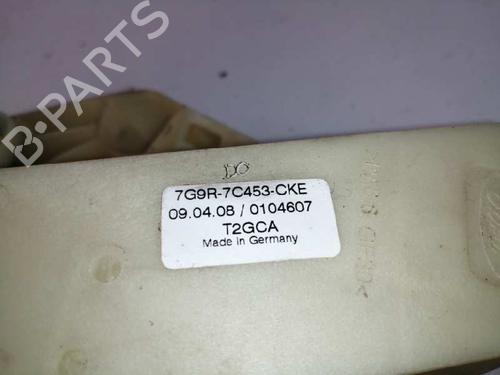 B-PARTS
7G9R-7C453-CKE
09.04.08 / 0104607
T2GCA
Made in Germany